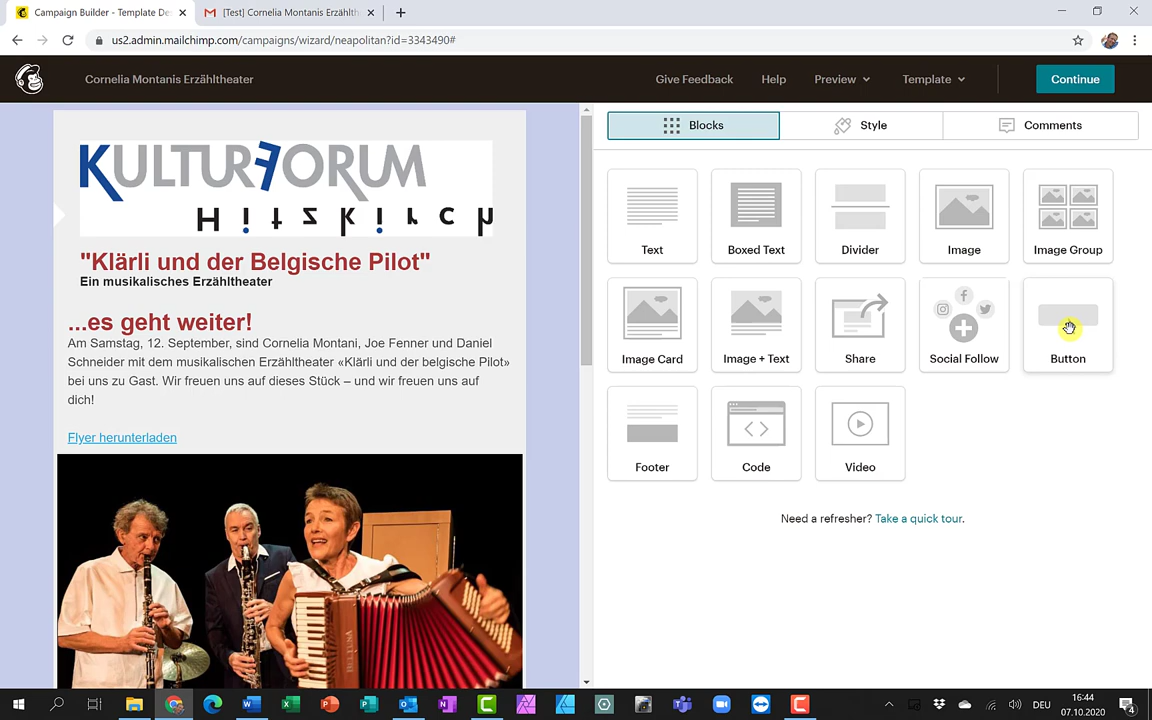 Campaign Builder - Template De
[Test] Cornelia Montanis Erzählth
us2.admin.mailchimp.com/campaigns/wizard/neapolitan?id=3343490#
Cornelia Montanis Erzähltheater
Give Feedback
Help
Preview
Template
Continue
KULTURFORUM
Hitzkirch
"Klärli und der Belgische Pilot"
Ein musikalisches Erzähltheater
...es geht weiter!
Am Samstag, 12. September, sind Cornelia Montani, Joe Fenner und Daniel
Schneider mit dem musikalischen Erzähltheater «Klärli und der belgische Pilot»
bei uns zu Gast. Wir freuen uns auf dieses Stück – und wir freuen uns auf
dich!
Flyer herunterladen
Blocks
Style
Comments
Text
Boxed Text
Divider
Image
Image Group
Image Card
Image + Text
Share
Social Follow
Button
Footer
Code
Video
Need a refresher? Take a quick tour.
DEU
16:44
07.10.2020
4